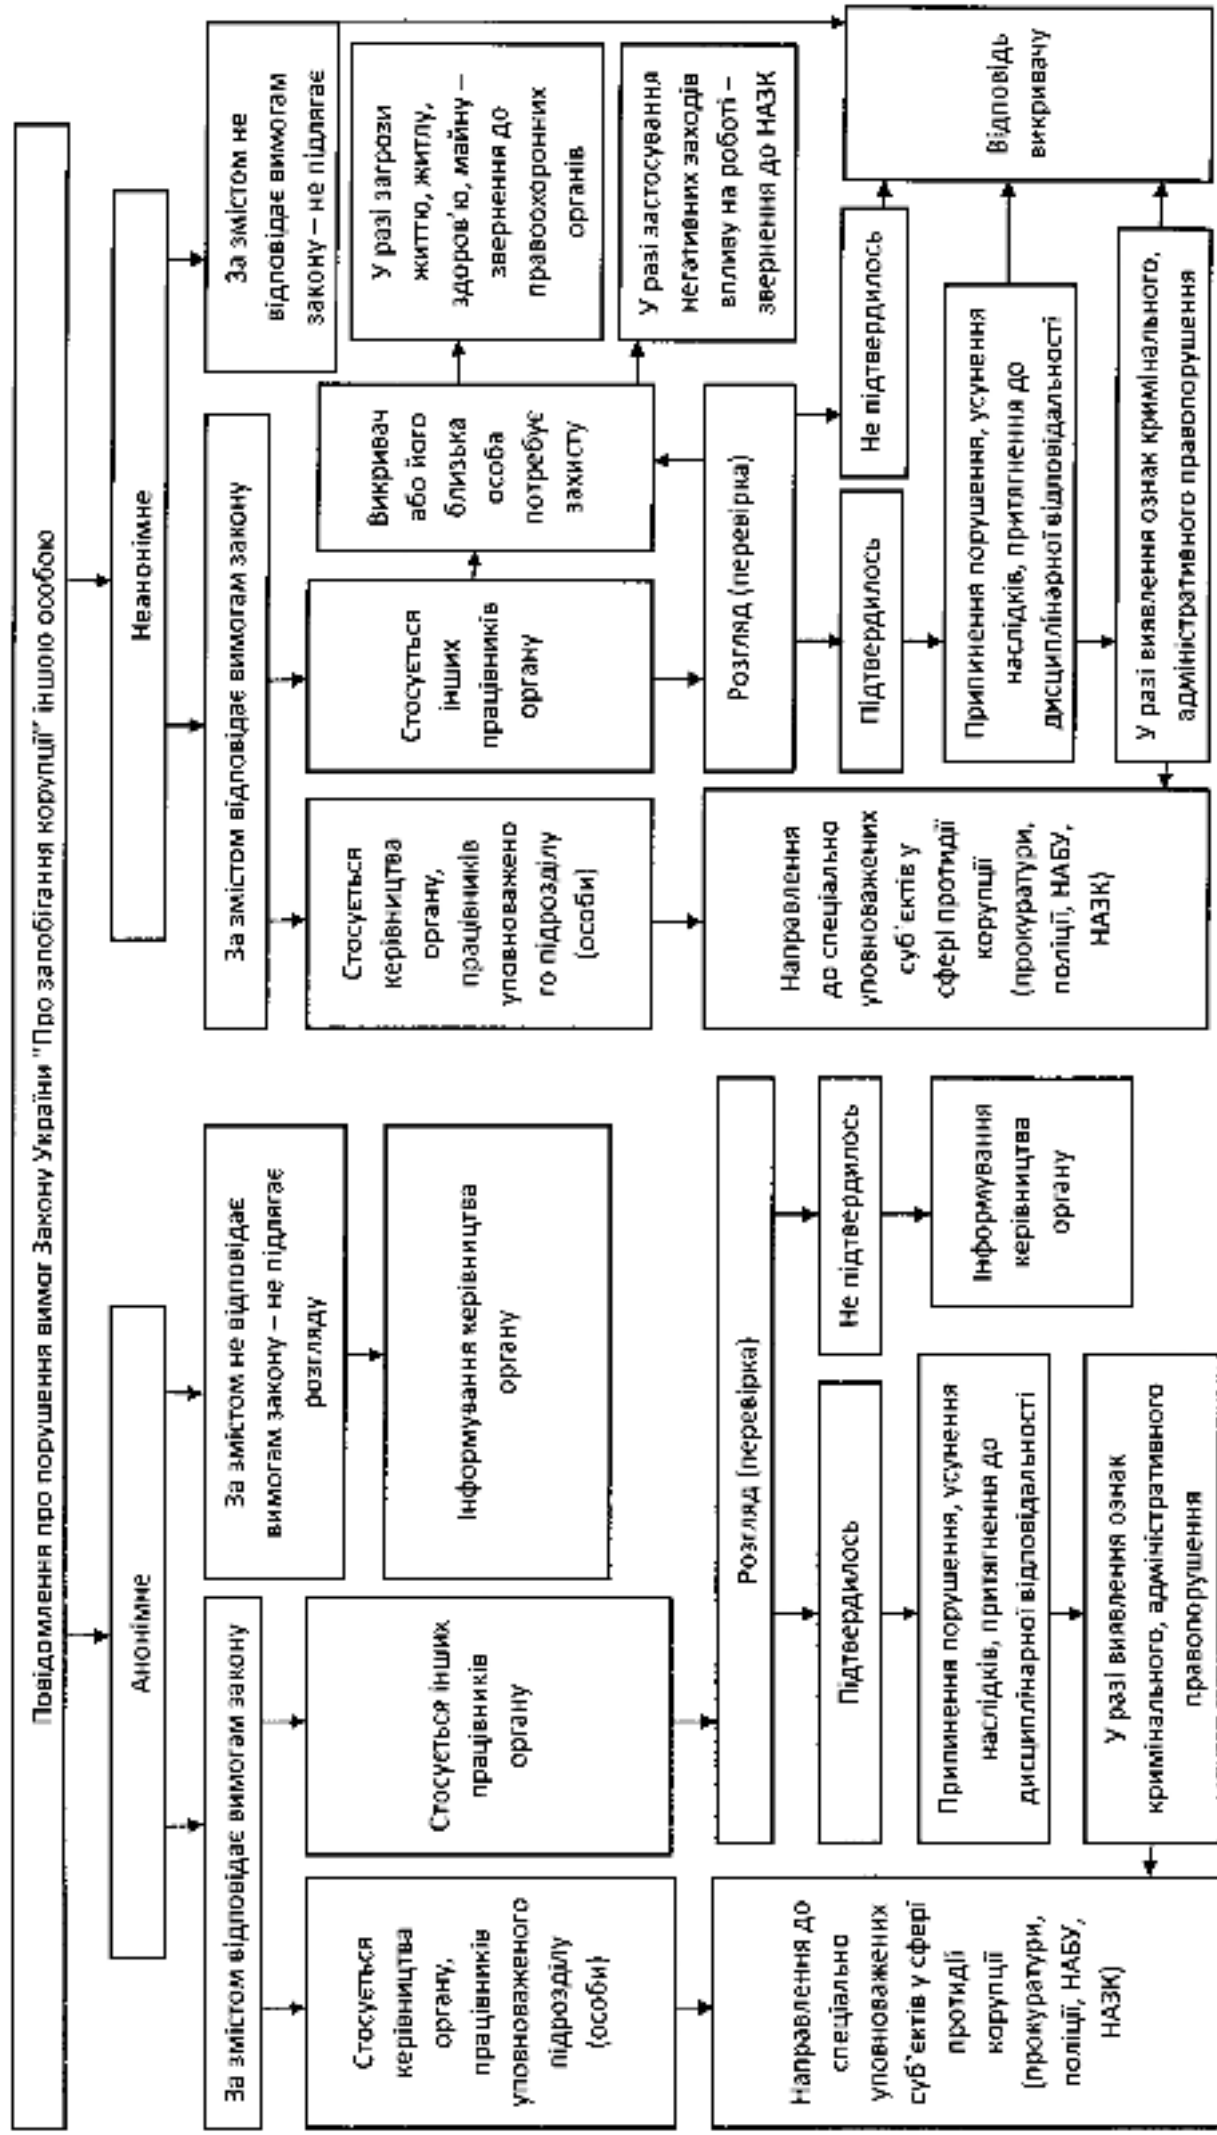 Повідомлення про порушення вимог Закону України "Про запобігання корупції" іншою особою
Анонімне
Неанонімне
За змістом відповідає вимогам закону
За змістом не відповідає
вимогам закону – не підлягає
розгляду
За змістом відповідає вимогам закону
За змістом не
відповідає вимогам
закону – не підлягає
Стосується
керівництва
органу,
працівників
уповноваженого
підрозділу
(особи)
Стосується інших
працівників
органу
Інформування керівництва
органу
Стосується
керівництва
органу,
працівників
уповноважено
го підрозділу
(особи)
Стосується
інших
працівників
органу
Викривач
або його
близька
особа
потребує
захисту
У разі загрози
життю, житлу,
здоров'ю, майну –
звернення до
правоохоронних
органів
У разі застосування
негативних заходів
впливу на роботі –
звернення до НАЗК
Розгляд (перевірка)
Розгляд (перевірка)
Направлення до
спеціально
уповноважених
суб`єктів у сфері
протидії
корупції
(прокуратури,
поліції, НАБУ,
НАЗК)
Підтвердилось
Не підтвердилось
Припинення порушення, усунення
наслідків, притягнення до
дисциплінарної відповідальності
Інформування
керівництва
органу
У разі виявлення ознак
кримінального, адміністративного
правопорушення
Направлення
до спеціально
уповноважених
суб`єктів у
сфері протидії
корупції
(прокуратури,
поліції, НАБУ,
НАЗК)
Підтвердилось
Не підтвердилось
Припинення порушення, усунення
наслідків, притягнення до
дисциплінарної відповідальності
У разі виявлення ознак кримінального,
адміністративного правопорушення
Відповідь
викривачу